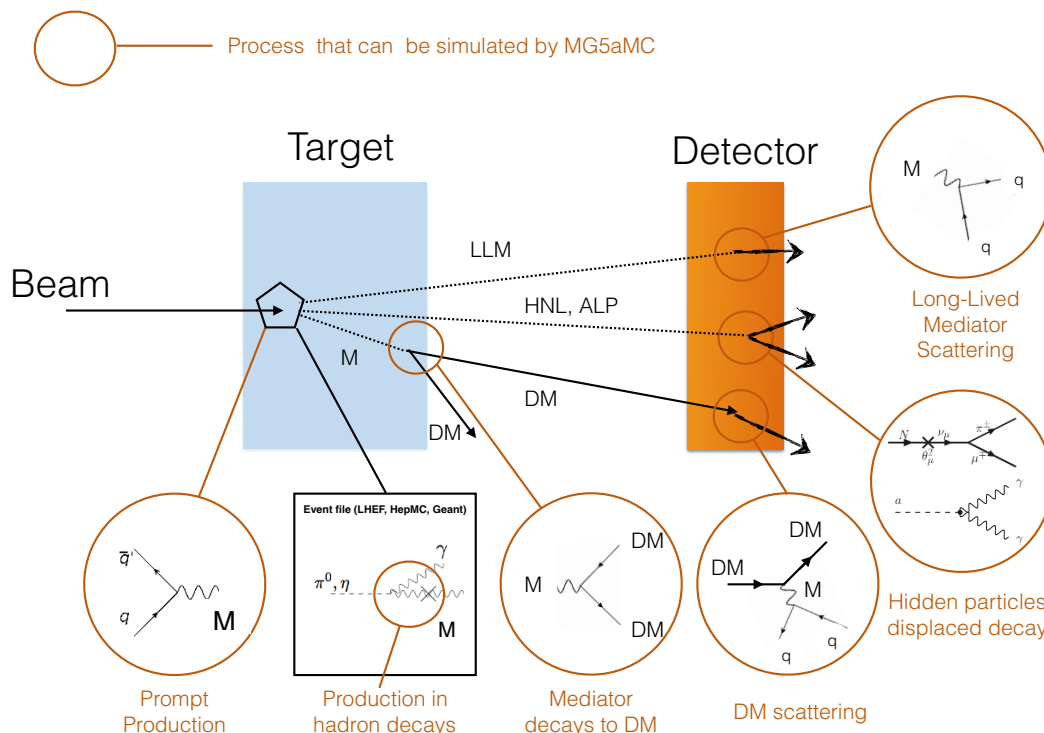 Process that can be simulated by MG5aMC
Target
Detector
Beam
LLM
HNL, ALP
M
DM
DM
M
q
q
Long-Lived
Mediator
Scattering
N
θ²μ
νμ
π±
μ∓
a
γ
γ
Hidden particles
displaced decay
q̅'
q
M
Prompt
Production
Event file (LHEF, HepMC, Geant)
π⁰, η
γ
M
Production in
hadron decays
M
DM
DM
Mediator
decays to DM
DM
DM
M
q
q
DM scattering